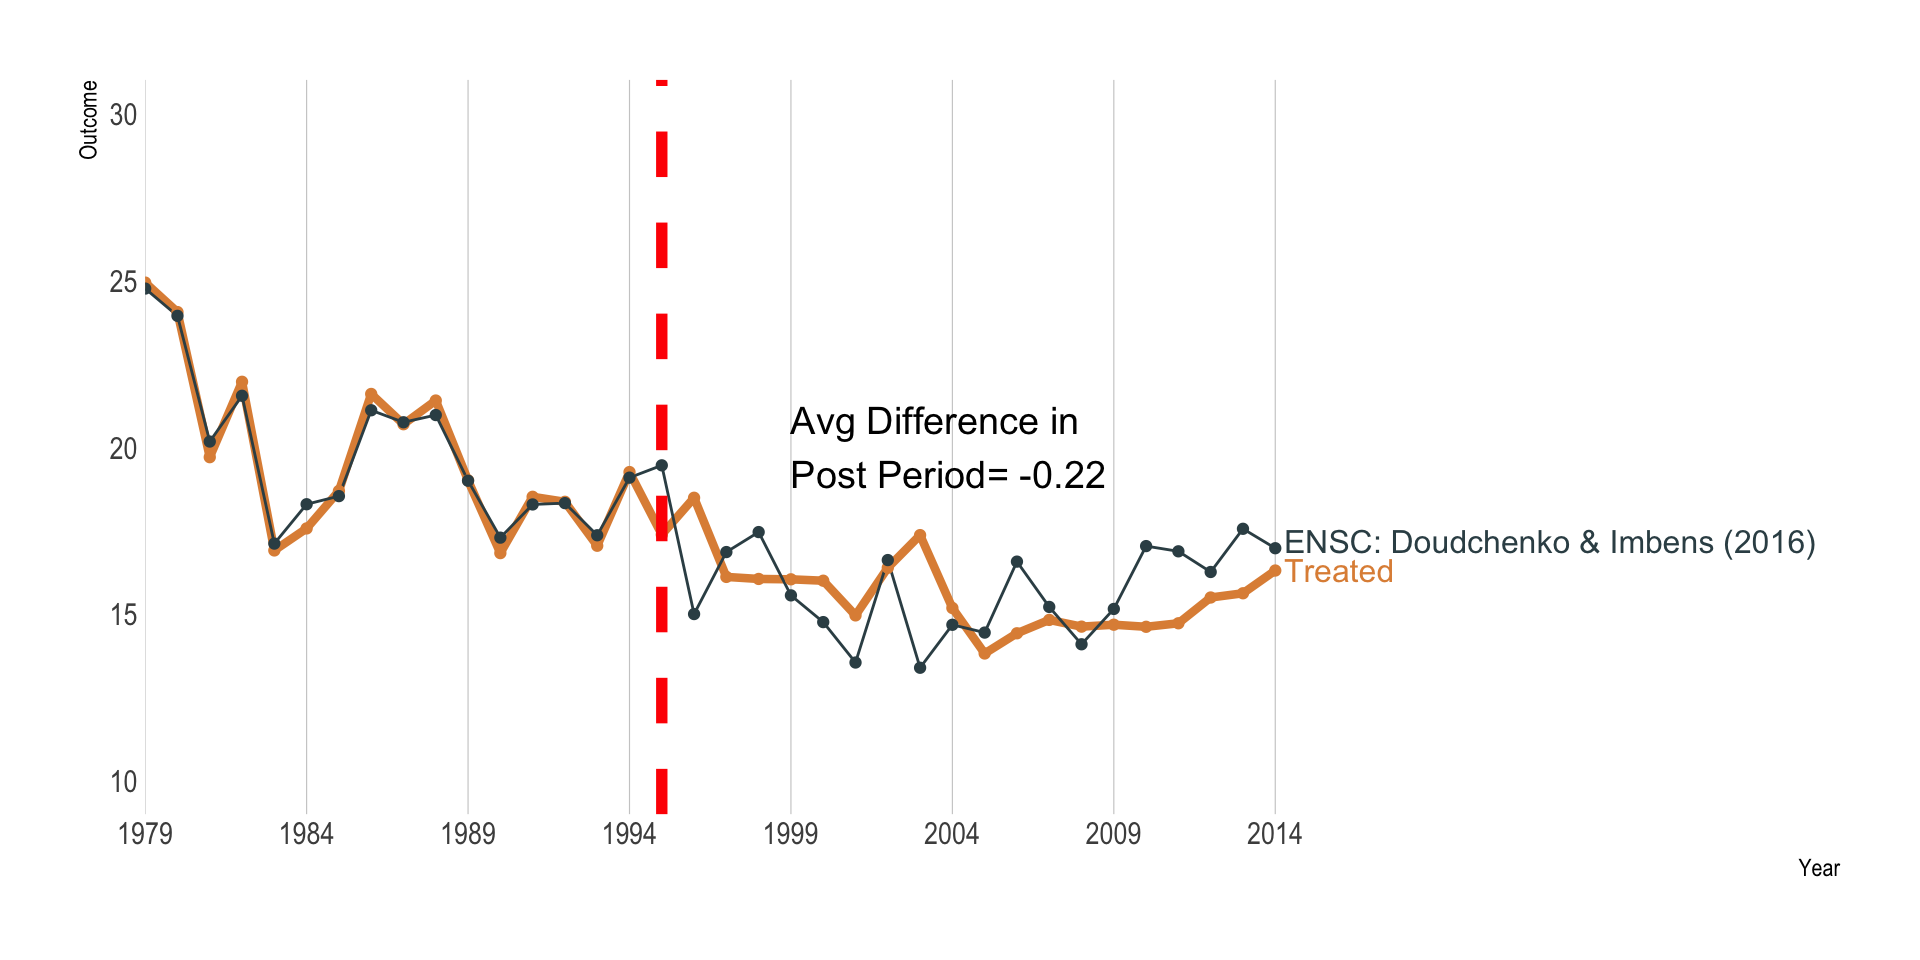 Outcome
30
25
20
15
10
Avg Difference in
Post Period= -0.22
ENSC: Doudchenko & Imbens (2016)
Treated
1979 1984 1989 1994 1999 2004 2009 2014
Year